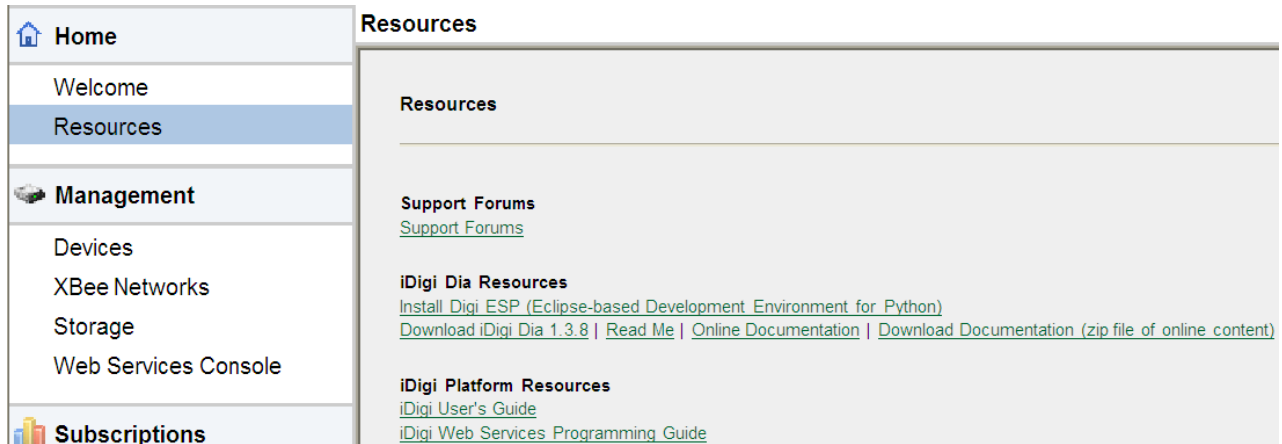 Home
Welcome
Resources
Management
Devices
XBee Networks
Storage
Web Services Console
Subscriptions
Resources
Resources
Support Forums
Support Forums
iDigi Dia Resources
Install Digi ESP (Eclipse-based Development Environment for Python)
Download iDigi Dia 1.3.8 | Read Me | Online Documentation | Download Documentation (zip file of online content)
iDigi Platform Resources
iDigi User's Guide
iDigi Web Services Programming Guide